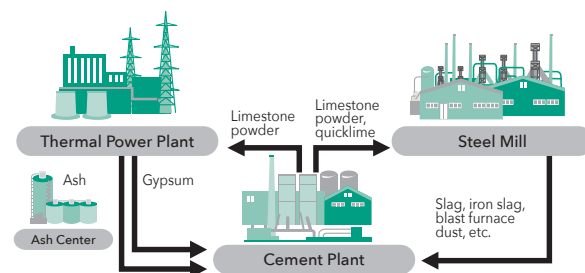 Limestone
powder
Limestone
powder,
quicklime
Thermal Power Plant
Steel Mill
Ash
Gypsum
Ash Center
Slag, iron slag,
blast furnace
dust, etc.
Cement Plant